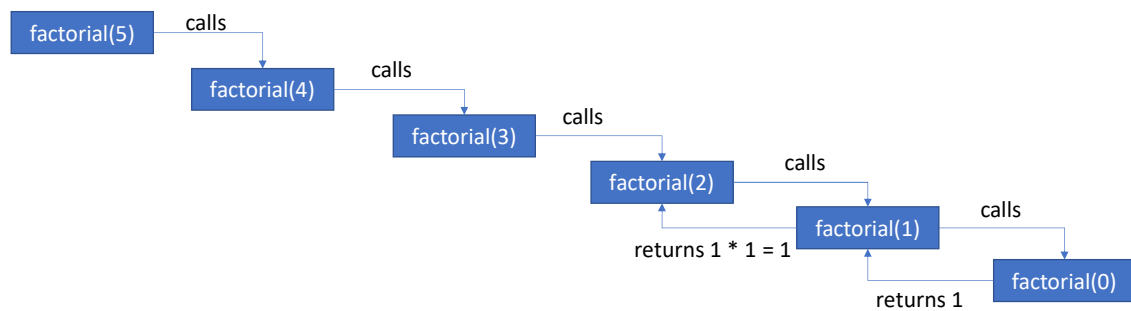 factorial(5)
calls
factorial(4)
calls
factorial(3)
calls
factorial(2)
calls
factorial(1)
calls
returns 1 * 1 = 1
factorial(0)
returns 1